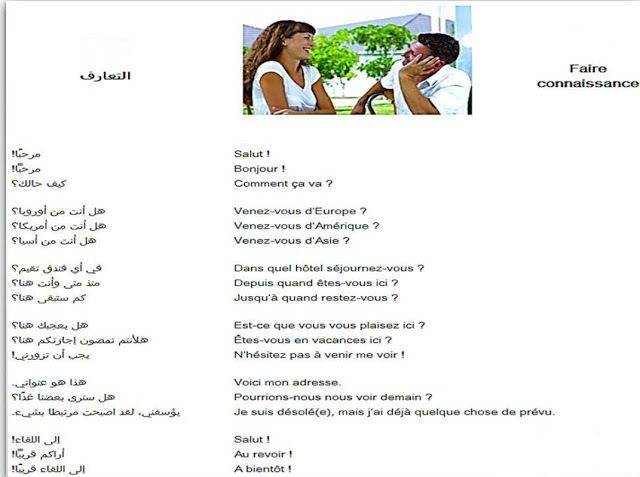 التعارف
Faire
connaissance
مرحبًا! Salut !
مرحبًا! Bonjour !
كيف حالك؟ Comment ça va ?
هل أنت من أوروبا؟ Venez-vous d'Europe ?
هل أنت من أمريكا؟ Venez-vous d'Amérique ?
هل أنت من أسيا؟ Venez-vous d'Asie ?
في أي فندق تقيم؟ Dans quel hôtel séjournez-vous ?
منذ متى وأنت هنا؟ Depuis quand êtes-vous ici ?
كم ستبقى هنا؟ Jusqu'à quand restez-vous ?
هل يعجبك هنا؟ Est-ce que vous vous plaisez ici ?
هلأنتم تمضون إجازتكم هنا؟ Êtes-vous en vacances ici ?
يجب أن تزورني! N'hésitez pas à venir me voir !
هذا هو عنواني. Voici mon adresse.
هل سنرى بعضنا غدًا؟ Pourrions-nous nous voir demain ?
يؤسفني، لقد اصبحت مرتبطا بشيء. Je suis désolé(e), mais j'ai déjà quelque chose de prévu.
إلى اللقاء! Salut !
أراكم قريبًا! Au revoir !
إلى اللقاء قريبًا! A bientôt !